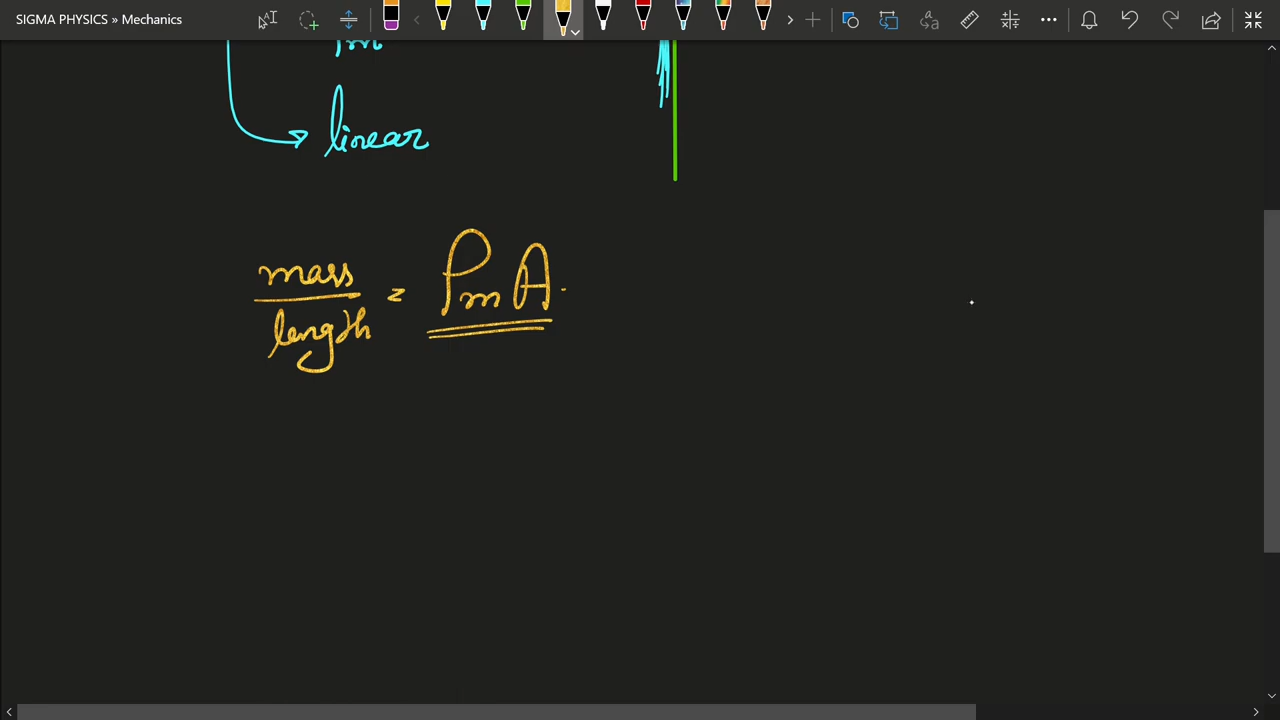 SIGMA PHYSICS » Mechanics
linear
mass
length
= ρₘ A.